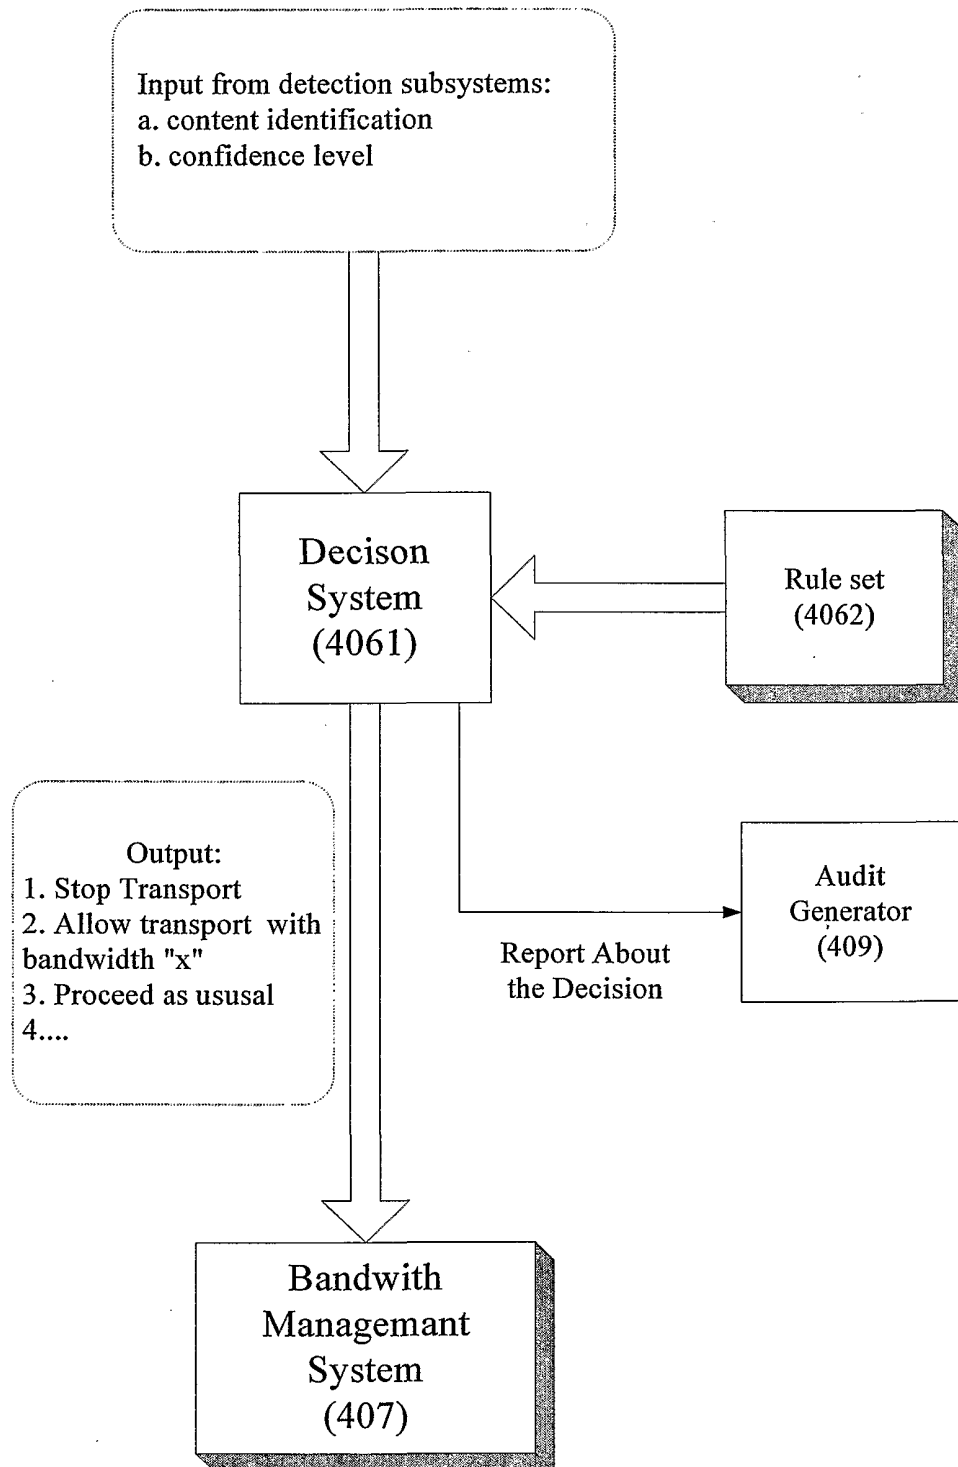 Input from detection subsystems:
a. content identification
b. confidence level
Decison
System
(4061)
Rule set
(4062)
Output:
1. Stop Transport
2. Allow transport with
bandwidth "x"
3. Proceed as ususal
4....
Audit
Generator
(409)
Report About
the Decision
Bandwith
Managemant
System
(407)